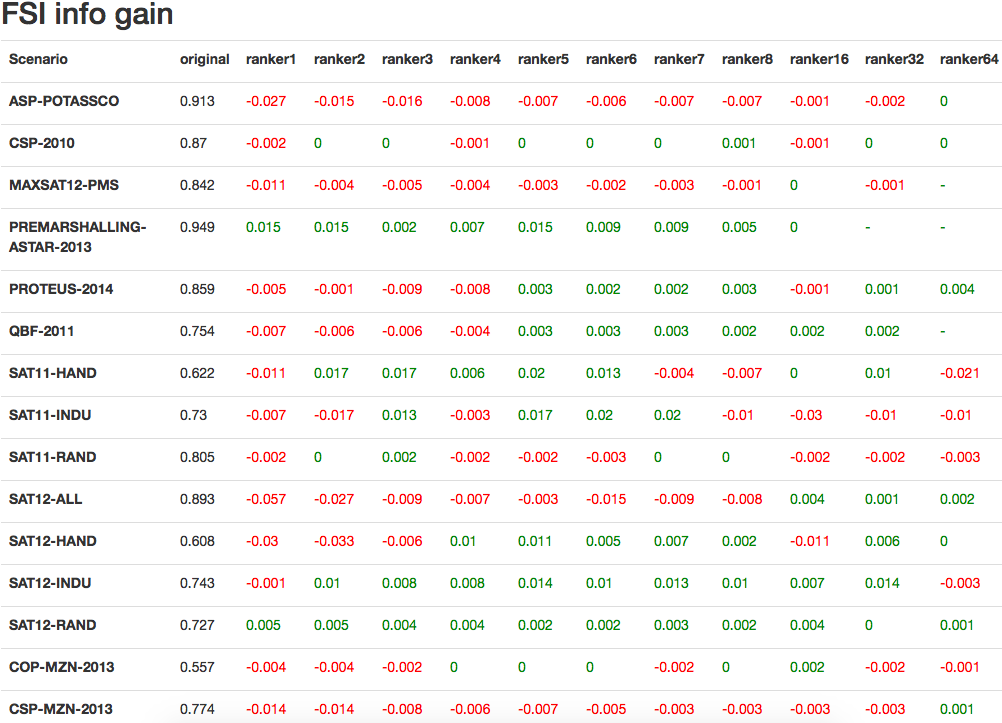 FSI info gain
Scenario original ranker1 ranker2 ranker3 ranker4 ranker5 ranker6 ranker7 ranker8 ranker16 ranker32 ranker64
ASP-POTASSCO 0.913 -0.027 -0.015 -0.016 -0.008 -0.007 -0.006 -0.007 -0.007 -0.001 -0.002 0
CSP-2010 0.87 -0.002 0 0 -0.001 0 0 0 0.001 -0.001 0 0
MAXSAT12-PMS 0.842 -0.011 -0.004 -0.005 -0.004 -0.003 -0.002 -0.003 -0.001 0 -0.001 -
PREMARSHALLING- 0.949 0.015 0.015 0.002 0.007 0.015 0.009 0.009 0.005 0 - -
ASTAR-2013
PROTEUS-2014 0.859 -0.005 -0.001 -0.009 -0.008 0.003 0.002 0.002 0.003 -0.001 0.001 0.004
QBF-2011 0.754 -0.007 -0.006 -0.006 -0.004 0.003 0.003 0.003 0.002 0.002 0.002 -
SAT11-HAND 0.622 -0.011 0.017 0.017 0.006 0.02 0.013 -0.004 -0.007 0 0.01 -0.021
SAT11-INDU 0.73 -0.007 -0.017 0.013 -0.003 0.017 0.02 0.02 -0.01 -0.03 -0.01 -0.01
SAT11-RAND 0.805 -0.002 0 0.002 -0.002 -0.002 -0.003 0 0 -0.002 -0.002 -0.003
SAT12-ALL 0.893 -0.057 -0.027 -0.009 -0.007 -0.003 -0.015 -0.009 -0.008 0.004 0.001 0.002
SAT12-HAND 0.608 -0.03 -0.033 -0.006 0.01 0.011 0.005 0.007 0.002 -0.011 0.006 0
SAT12-INDU 0.743 -0.001 0.01 0.008 0.008 0.014 0.01 0.013 0.01 0.007 0.014 -0.003
SAT12-RAND 0.727 0.005 0.005 0.004 0.004 0.002 0.002 0.003 0.002 0.004 0 0.001
COP-MZN-2013 0.557 -0.004 -0.004 -0.002 0 0 0 -0.002 0 0.002 -0.002 -0.001
CSP-MZN-2013 0.774 -0.014 -0.014 -0.008 -0.006 -0.007 -0.005 -0.003 -0.003 -0.003 -0.003 0.001